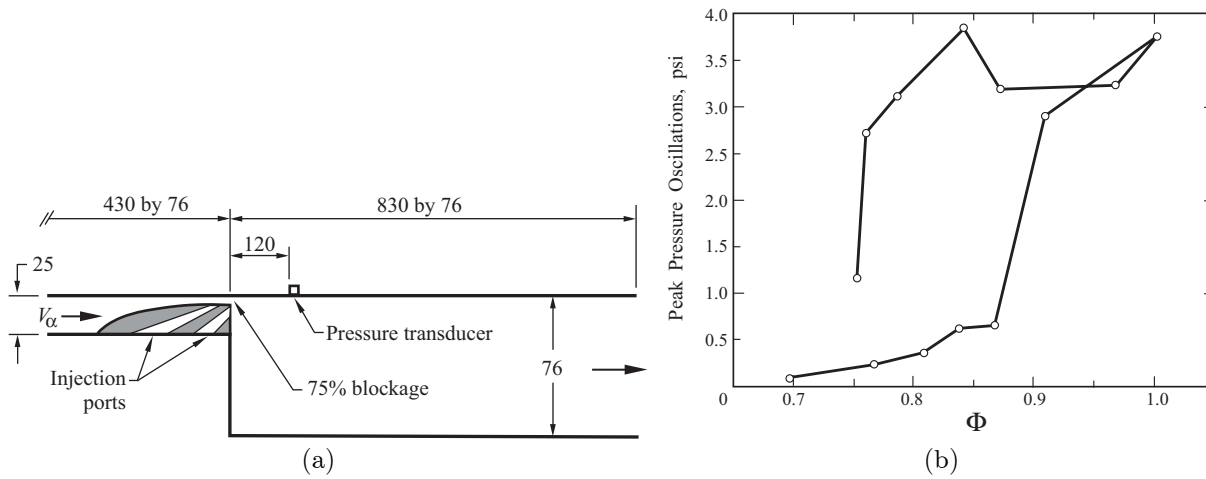 430 by 76
830 by 76
120
25
V_α
Pressure transducer
Injection
ports
75% blockage
76
(a)
Peak Pressure Oscillations, psi
4.0
3.5
3.0
2.5
2.0
1.5
1.0
0.5
0
0.7
0.8
0.9
1.0
Φ
(b)